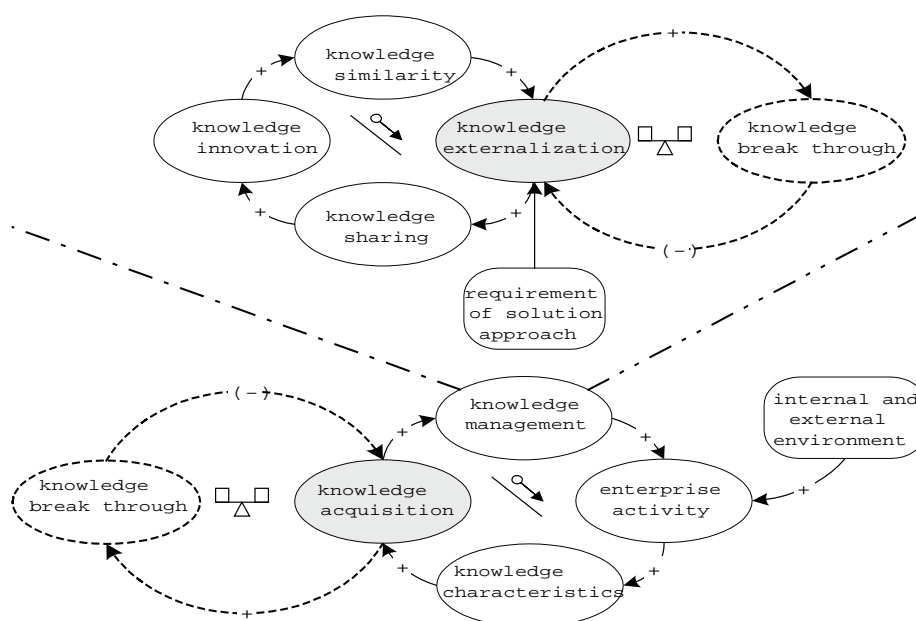 +
knowledge
similarity
+
+
knowledge
innovation
knowledge
externalization
knowledge
break through
+
knowledge
sharing
+
(-)
requirement
of solution
approach
(-)
knowledge
management
+
+
internal and
external
environment
knowledge
break through
knowledge
acquisition
enterprise
activity
+
+
knowledge
characteristics
+
+